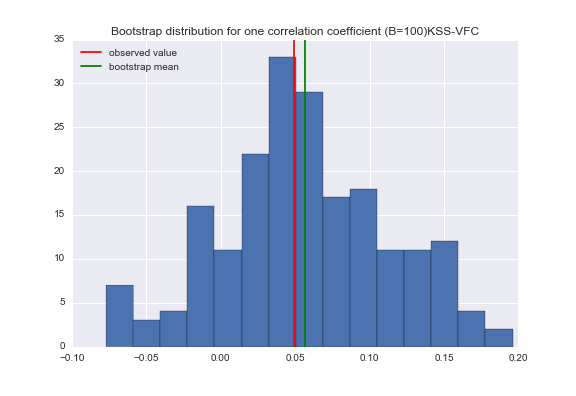 Bootstrap distribution for one correlation coefficient (B=100)KSS-VFC
observed value
bootstrap mean
35
30
25
20
15
10
5
0
−0.10 −0.05 0.00 0.05 0.10 0.15 0.20